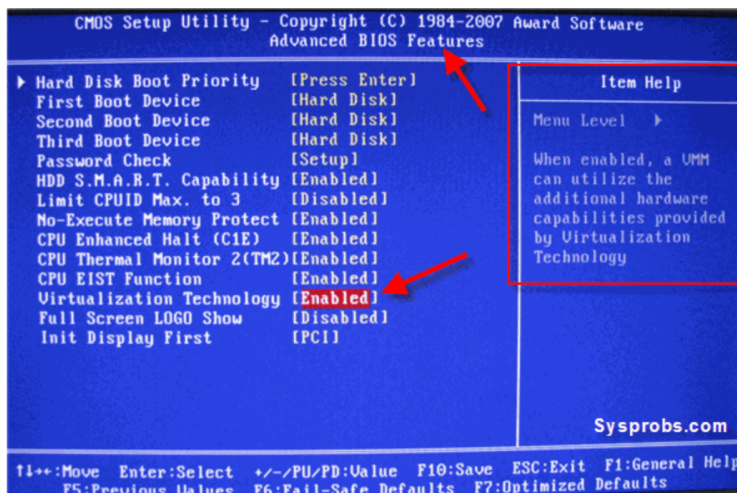 CMOS Setup Utility - Copyright (C) 1984-2007 Award Software
Advanced BIOS Features
Hard Disk Boot Priority [Press Enter]
First Boot Device [Hard Disk]
Second Boot Device [Hard Disk]
Third Boot Device [Hard Disk]
Password Check [Setup]
HDD S.M.A.R.T. Capability [Enabled]
Limit CPUID Max. to 3 [Disabled]
No-Execute Memory Protect [Enabled]
CPU Enhanced Halt (C1E) [Enabled]
CPU Thermal Monitor 2(TM2)[Enabled]
CPU EIST Function [Enabled]
Virtualization Technology [Enabled]
Full Screen LOGO Show [Disabled]
Init Display First [PCI]
Item Help
Menu Level
When enabled, a VMM
can utilize the
additional hardware
capabilities provided
by Virtualization
Technology
Sysprobs.com
↑↓→←:Move Enter:Select +/-/PU/PD:Value F10:Save ESC:Exit F1:General Help
F5:Previous Values F6:Fail-Safe Defaults F7:Optimized Defaults